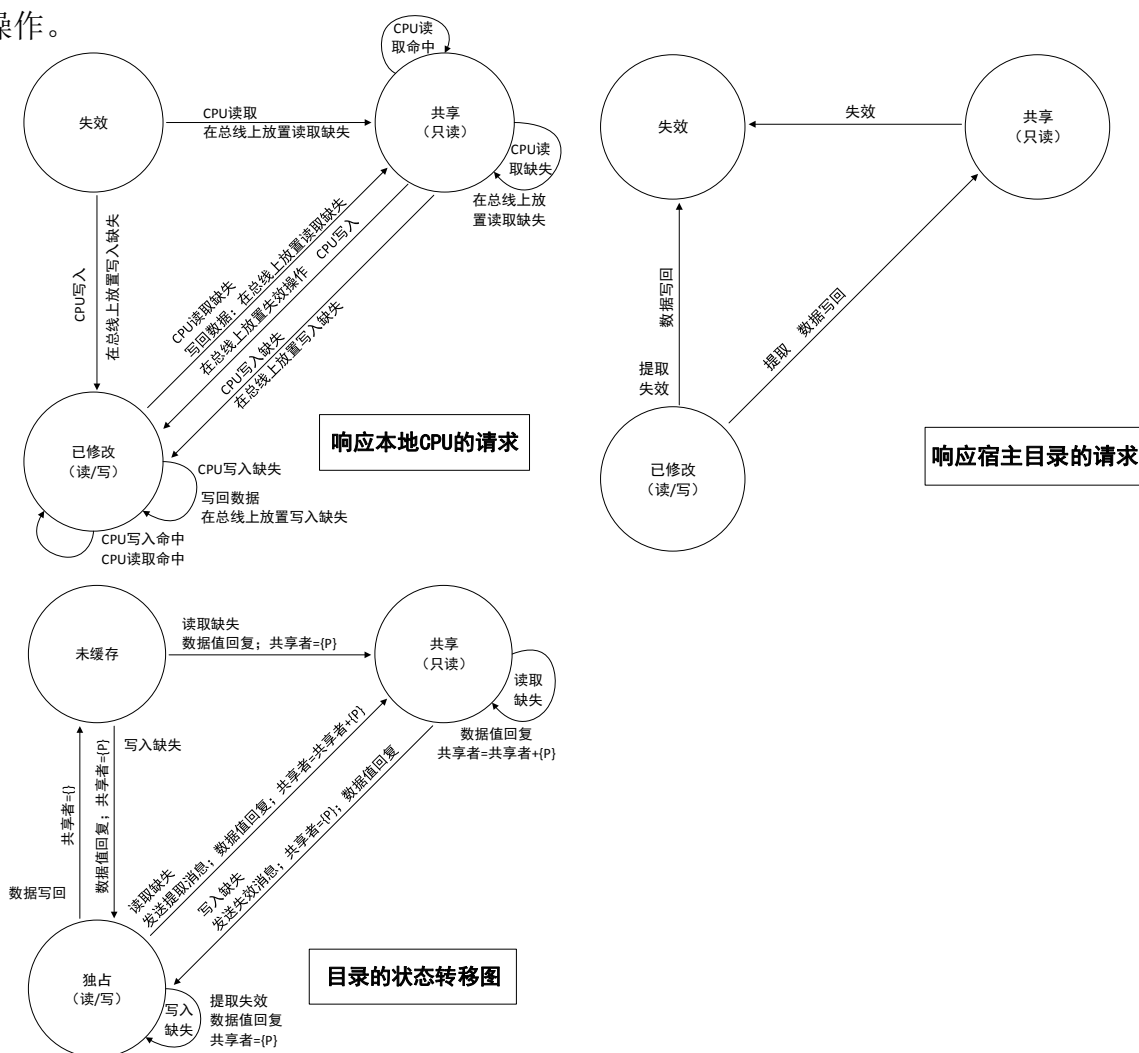 操作。
CPU读
取命中
失效
CPU读取
在总线上放置读取缺失
共享
（只读）
CPU读
取缺失
在总线上放
置读取缺失
CPU写入
在总线上放置写入缺失
CPU读取缺失
写回数据；在总线上放置读取缺失
在总线上放置失效操作 CPU写入
CPU写入缺失
在总线上放置写入缺失
已修改
（读/写）
CPU写入缺失
写回数据
在总线上放置写入缺失
CPU写入命中
CPU读取命中
响应本地CPU的请求
失效
失效
共享
（只读）
数据写回
提取
失效
提取 数据写回
已修改
（读/写）
响应宿主目录的请求
未缓存
读取缺失
数据值回复；共享者={P}
共享
（只读）
读取
缺失
数据值回复
共享者=共享者+{P}
写入缺失
数据值回复；共享者={P}
共享者={}
数据写回
读取缺失
发送提取消息；数据值回复；共享者=共享者+{P}
写入缺失
发送失效消息；共享者={P}；数据值回复
独占
（读/写）
写入
缺失
提取失效
数据值回复
共享者={P}
目录的状态转移图